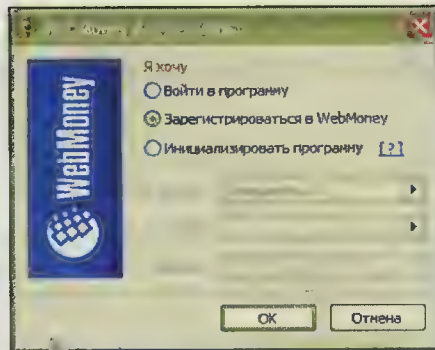 Я хочу
Войти в программу
Зарегистрироваться в WebMoney
Инициализировать программу [?]
WebMoney
OK
Отмена